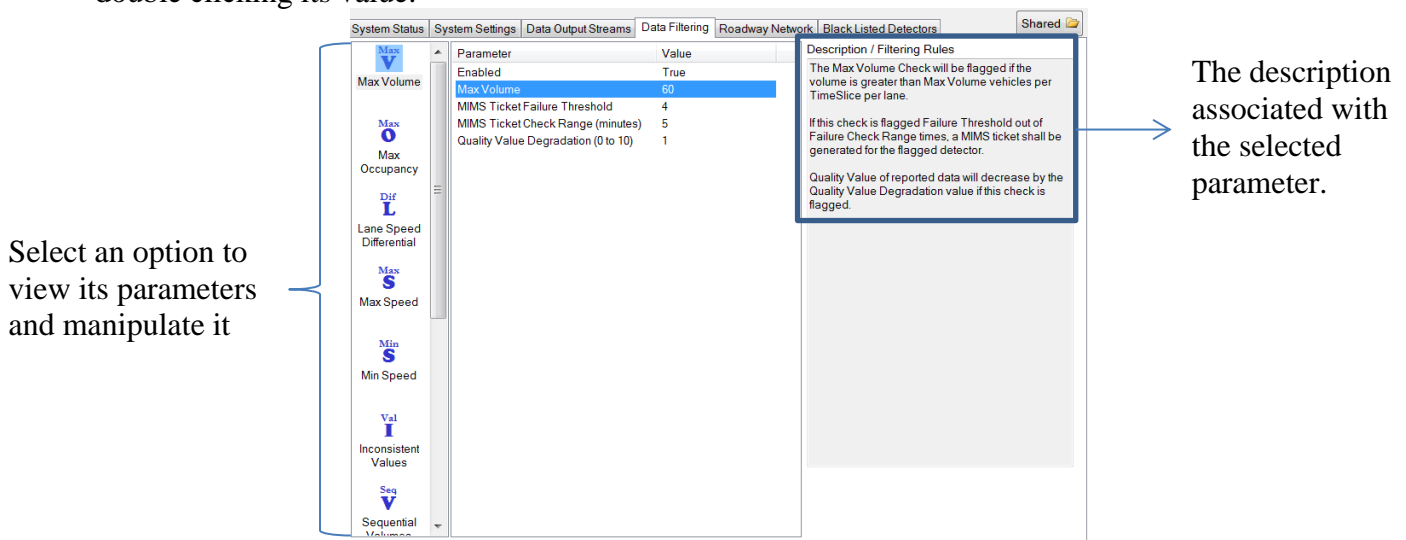 double clicking its value.
System Status System Settings Data Output Streams Data Filtering Roadway Network Black Listed Detectors Shared
Max
V
Max Volume
Max
O
Max
Occupancy
Dif
L
Lane Speed
Differential
Max
S
Max Speed
Min
S
Min Speed
Val
I
Inconsistent
Values
Seq
V
Sequential
Volumes
Parameter Value
Enabled True
Max Volume 60
MIMS Ticket Failure Threshold 4
MIMS Ticket Check Range (minutes) 5
Quality Value Degradation (0 to 10) 1
Description / Filtering Rules
The Max Volume Check will be flagged if the
volume is greater than Max Volume vehicles per
TimeSlice per lane.
If this check is flagged Failure Threshold out of
Failure Check Range times, a MIMS ticket shall be
generated for the flagged detector.
Quality Value of reported data will decrease by the
Quality Value Degradation value if this check is
flagged.
Select an option to
view its parameters
and manipulate it
The description
associated with
the selected
parameter.